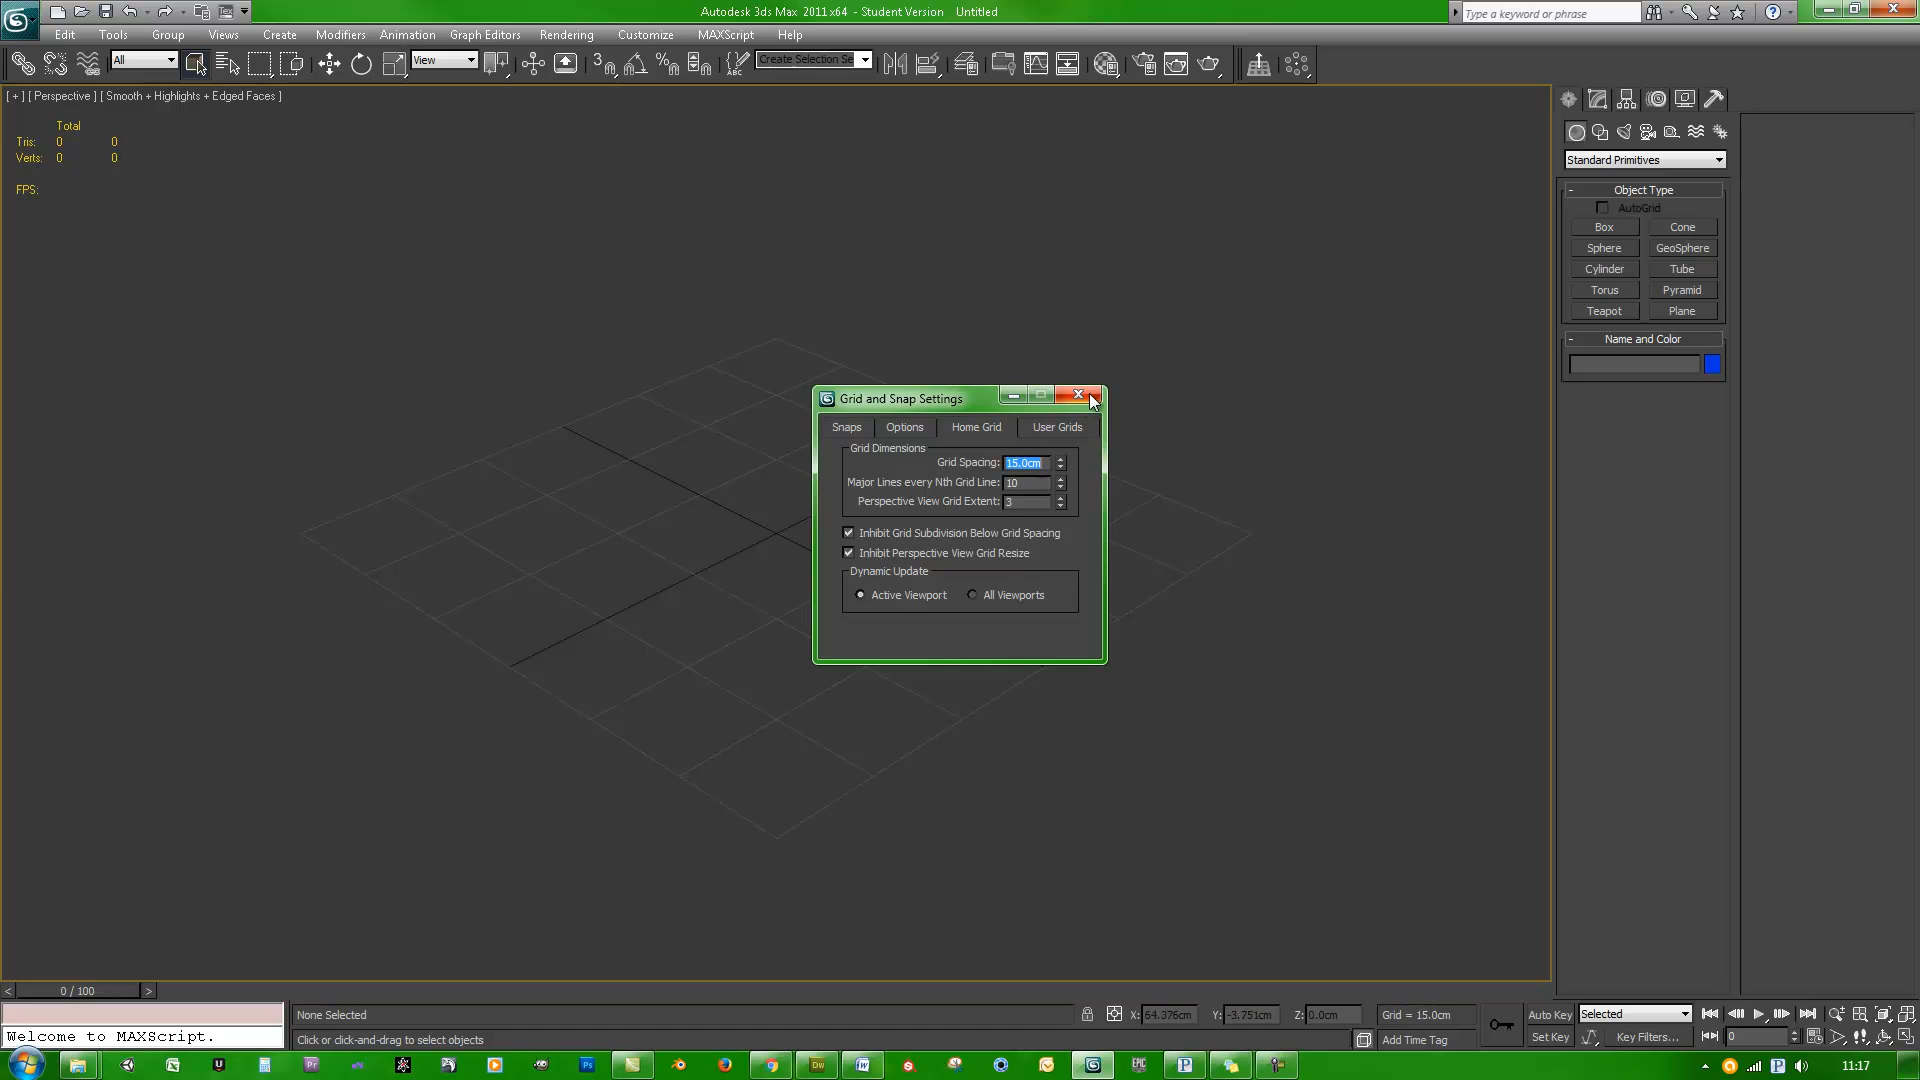 Autodesk 3ds Max 2011 x64 - Student Version Untitled
Type a keyword or phrase
Edit Tools Group Views Create Modifiers Animation Graph Editors Rendering Customize MAXScript Help
All View Create Selection Se
[ + ] [ Perspective ] [ Smooth + Highlights + Edged Faces ]
Total
Tris: 0 0
Verts: 0 0
FPS:
Standard Primitives
- Object Type
AutoGrid
Box Cone
Sphere GeoSphere
Cylinder Tube
Torus Pyramid
Teapot Plane
- Name and Color
Grid and Snap Settings
Snaps Options Home Grid User Grids
Grid Dimensions
Grid Spacing: 15.0cm
Major Lines every Nth Grid Line: 10
Perspective View Grid Extent: 3
Inhibit Grid Subdivision Below Grid Spacing
Inhibit Perspective View Grid Resize
Dynamic Update
Active Viewport All Viewports
< 0 / 100 >
None Selected X: 64.376cm Y: -3.751cm Z: 0.0cm Grid = 15.0cm Auto Key Selected
Welcome to MAXScript. Click or click-and-drag to select objects Add Time Tag Set Key Key Filters... 0
11:17